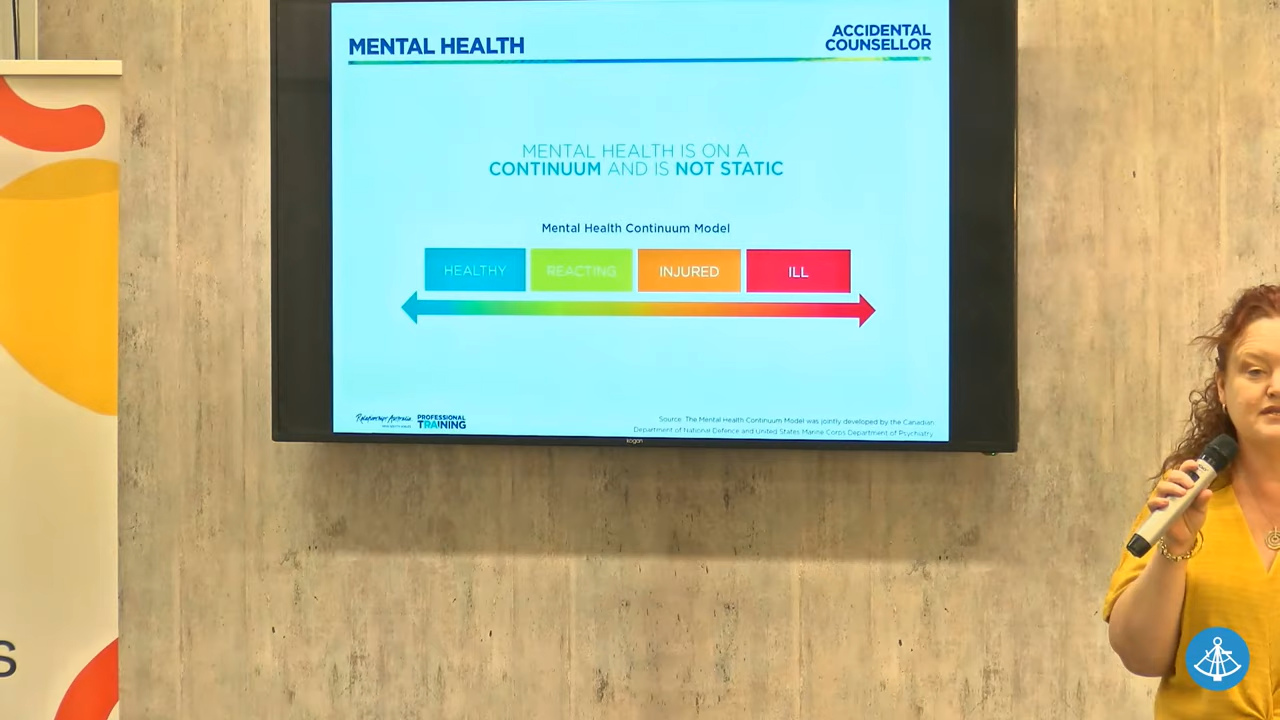 MENTAL HEALTH
ACCIDENTAL
COUNSELLOR
MENTAL HEALTH IS ON A
CONTINUUM AND IS NOT STATIC
Mental Health Continuum Model
HEALTHY
REACTING
INJURED
ILL
Relationships Australia
PROFESSIONAL
TRAINING
Source: The Mental Health Continuum Model was jointly developed by the Canadian
Department of National Defence and United States Marine Corps Department of Psychiatry.
kogan
S